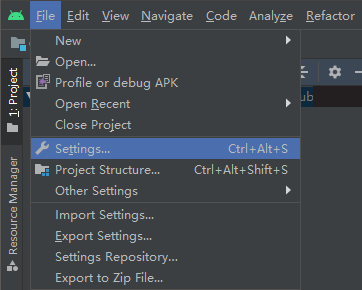 File Edit View Navigate Code Analyze Refactor
New
Open...
Profile or debug APK
Open Recent
Close Project
Settings... Ctrl+Alt+S
Project Structure... Ctrl+Alt+Shift+S
Other Settings
Import Settings...
Export Settings...
Settings Repository...
Export to Zip File...
1: Project
Resource Manager
ub